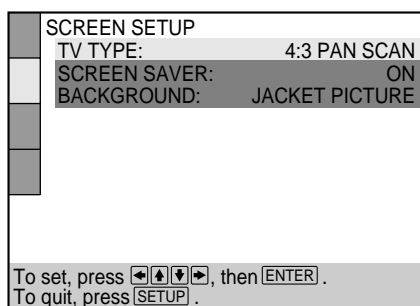 SCREEN SETUP
TV TYPE: 4:3 PAN SCAN
SCREEN SAVER: ON
BACKGROUND: JACKET PICTURE
To set, press , then ENTER .
To quit, press SETUP .